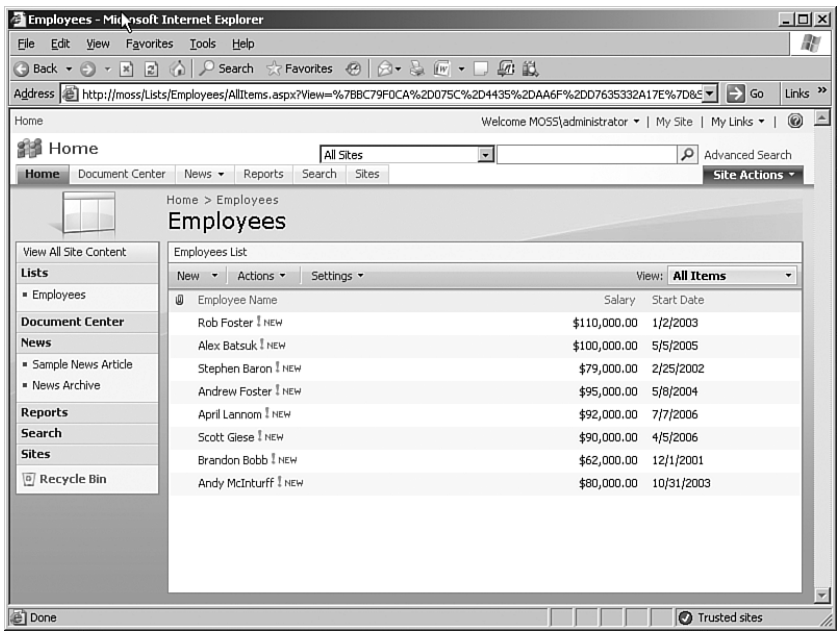 Employees - Microsoft Internet Explorer
File Edit View Favorites Tools Help
Back Search Favorites
Address http://moss/Lists/Employees/AllItems.aspx?View=%7BBC79F0CA%2D075C%2D4435%2DAA6F%2DD7635332A17E%7D& Go Links »
Home Welcome MOSS\administrator | My Site | My Links |
Home All Sites Advanced Search
Home Document Center News Reports Search Sites Site Actions
Home > Employees
Employees
View All Site Content Employees List
Lists New Actions Settings View: All Items
Employees Employee Name Salary Start Date
Document Center Rob Foster ! NEW $110,000.00 1/2/2003
News Alex Batsuk ! NEW $100,000.00 5/5/2005
Sample News Article Stephen Baron ! NEW $79,000.00 2/25/2002
News Archive Andrew Foster ! NEW $95,000.00 5/8/2004
Reports April Lannom ! NEW $92,000.00 7/7/2006
Search Scott Giese ! NEW $90,000.00 4/5/2006
Sites Brandon Bobb ! NEW $62,000.00 12/1/2001
Recycle Bin Andy McInturff ! NEW $80,000.00 10/31/2003
Done Trusted sites